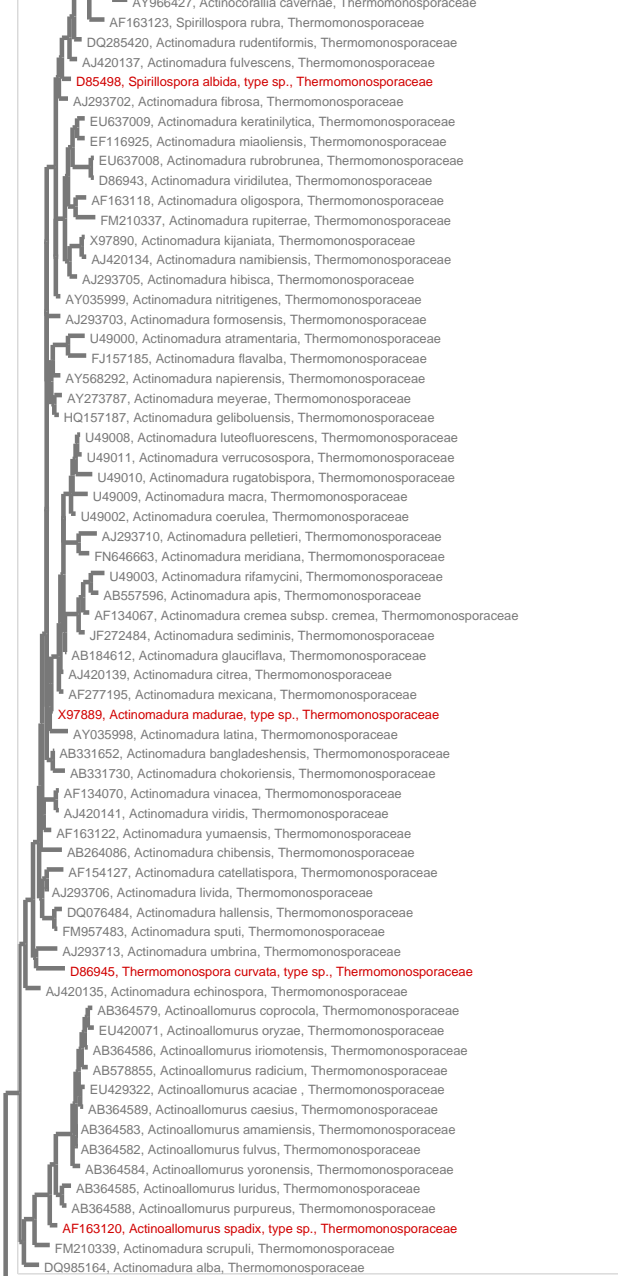 AY966427, Actinocorallia cavernae, Thermomonosporaceae
AF163123, Spirillospora rubra, Thermomonosporaceae
DQ285420, Actinomadura rudentiformis, Thermomonosporaceae
AJ420137, Actinomadura fulvescens, Thermomonosporaceae
D85498, Spirillospora albida, type sp., Thermomonosporaceae
AJ293702, Actinomadura fibrosa, Thermomonosporaceae
EU637009, Actinomadura keratinilytica, Thermomonosporaceae
EF116925, Actinomadura miaoliensis, Thermomonosporaceae
EU637008, Actinomadura rubrobrunea, Thermomonosporaceae
D86943, Actinomadura viridilutea, Thermomonosporaceae
AF163118, Actinomadura oligospora, Thermomonosporaceae
FM210337, Actinomadura rupiterrae, Thermomonosporaceae
X97890, Actinomadura kijaniata, Thermomonosporaceae
AJ420134, Actinomadura namibiensis, Thermomonosporaceae
AJ293705, Actinomadura hibisca, Thermomonosporaceae
AY035999, Actinomadura nitritigenes, Thermomonosporaceae
AJ293703, Actinomadura formosensis, Thermomonosporaceae
U49000, Actinomadura atramentaria, Thermomonosporaceae
FJ157185, Actinomadura flavalba, Thermomonosporaceae
AY568292, Actinomadura napierensis, Thermomonosporaceae
AY273787, Actinomadura meyerae, Thermomonosporaceae
HQ157187, Actinomadura geliboluensis, Thermomonosporaceae
U49008, Actinomadura luteofluorescens, Thermomonosporaceae
U49011, Actinomadura verrucosospora, Thermomonosporaceae
U49010, Actinomadura rugatobispora, Thermomonosporaceae
U49009, Actinomadura macra, Thermomonosporaceae
U49002, Actinomadura coerulea, Thermomonosporaceae
AJ293710, Actinomadura pelletieri, Thermomonosporaceae
FN646663, Actinomadura meridiana, Thermomonosporaceae
U49003, Actinomadura rifamycini, Thermomonosporaceae
AB557596, Actinomadura apis, Thermomonosporaceae
AF134067, Actinomadura cremea subsp. cremea, Thermomonosporaceae
JF272484, Actinomadura sediminis, Thermomonosporaceae
AB184612, Actinomadura glauciflava, Thermomonosporaceae
AJ420139, Actinomadura citrea, Thermomonosporaceae
AF277195, Actinomadura mexicana, Thermomonosporaceae
X97889, Actinomadura madurae, type sp., Thermomonosporaceae
AY035998, Actinomadura latina, Thermomonosporaceae
AB331652, Actinomadura bangladeshensis, Thermomonosporaceae
AB331730, Actinomadura chokoriensis, Thermomonosporaceae
AF134070, Actinomadura vinacea, Thermomonosporaceae
AJ420141, Actinomadura viridis, Thermomonosporaceae
AF163122, Actinomadura yumaensis, Thermomonosporaceae
AB264086, Actinomadura chibensis, Thermomonosporaceae
AF154127, Actinomadura catellatispora, Thermomonosporaceae
AJ293706, Actinomadura livida, Thermomonosporaceae
DQ076484, Actinomadura hallensis, Thermomonosporaceae
FM957483, Actinomadura sputi, Thermomonosporaceae
AJ293713, Actinomadura umbrina, Thermomonosporaceae
D86945, Thermomonospora curvata, type sp., Thermomonosporaceae
AJ420135, Actinomadura echinospora, Thermomonosporaceae
AB364579, Actinoallomurus coprocola, Thermomonosporaceae
EU420071, Actinoallomurus oryzae, Thermomonosporaceae
AB364586, Actinoallomurus iriomotensis, Thermomonosporaceae
AB578855, Actinoallomurus radicium, Thermomonosporaceae
EU429322, Actinoallomurus acaciae , Thermomonosporaceae
AB364589, Actinoallomurus caesius, Thermomonosporaceae
AB364583, Actinoallomurus amamiensis, Thermomonosporaceae
AB364582, Actinoallomurus fulvus, Thermomonosporaceae
AB364584, Actinoallomurus yoronensis, Thermomonosporaceae
AB364585, Actinoallomurus luridus, Thermomonosporaceae
AB364588, Actinoallomurus purpureus, Thermomonosporaceae
AF163120, Actinoallomurus spadix, type sp., Thermomonosporaceae
FM210339, Actinomadura scrupuli, Thermomonosporaceae
DQ985164, Actinomadura alba, Thermomonosporaceae